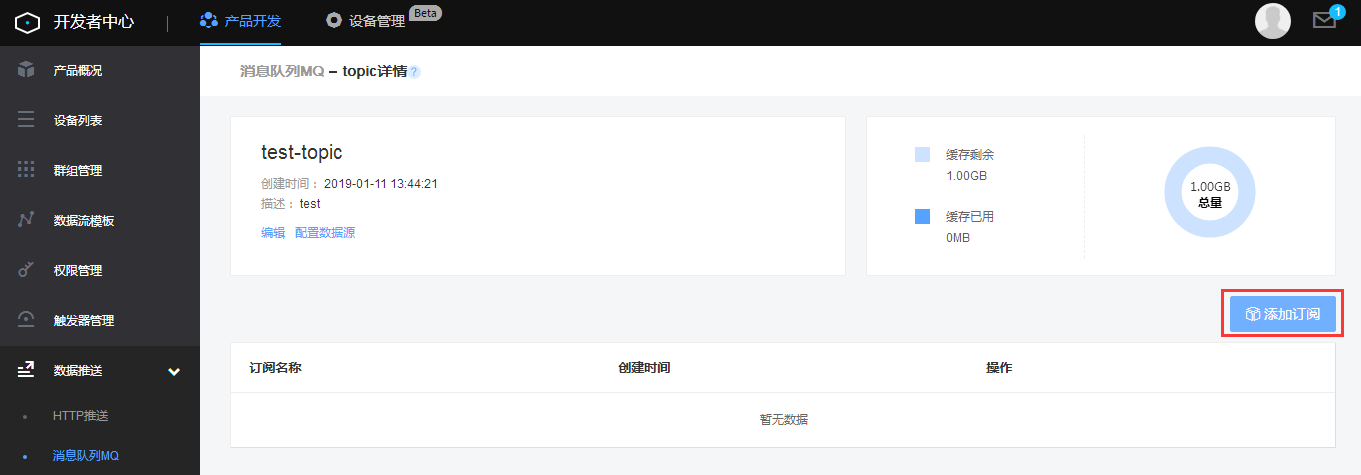 开发者中心
产品开发
设备管理 Beta
1
产品概况
设备列表
群组管理
数据流模板
权限管理
触发器管理
数据推送
HTTP推送
消息队列MQ
消息队列MQ – topic详情 ?
test-topic
创建时间： 2019-01-11 13:44:21
描述： test
编辑 配置数据源
缓存剩余
1.00GB
缓存已用
0MB
1.00GB
总量
添加订阅
订阅名称 创建时间 操作
暂无数据